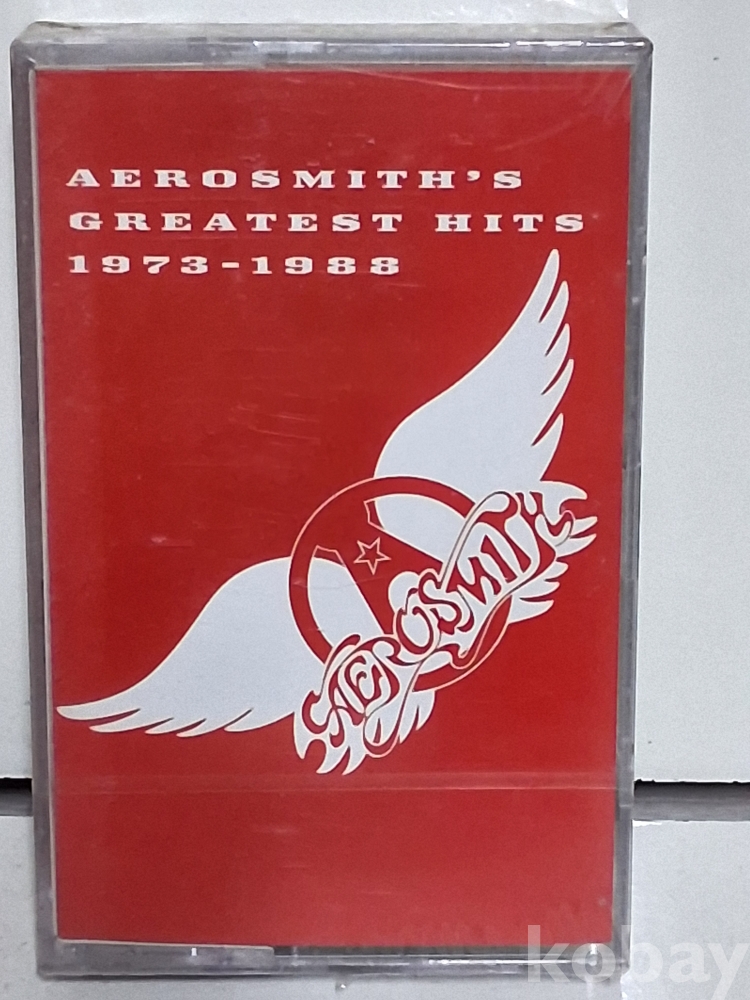 AEROSMITH'S
GREATEST HITS
1973-1988
AEROSMITH
kobay